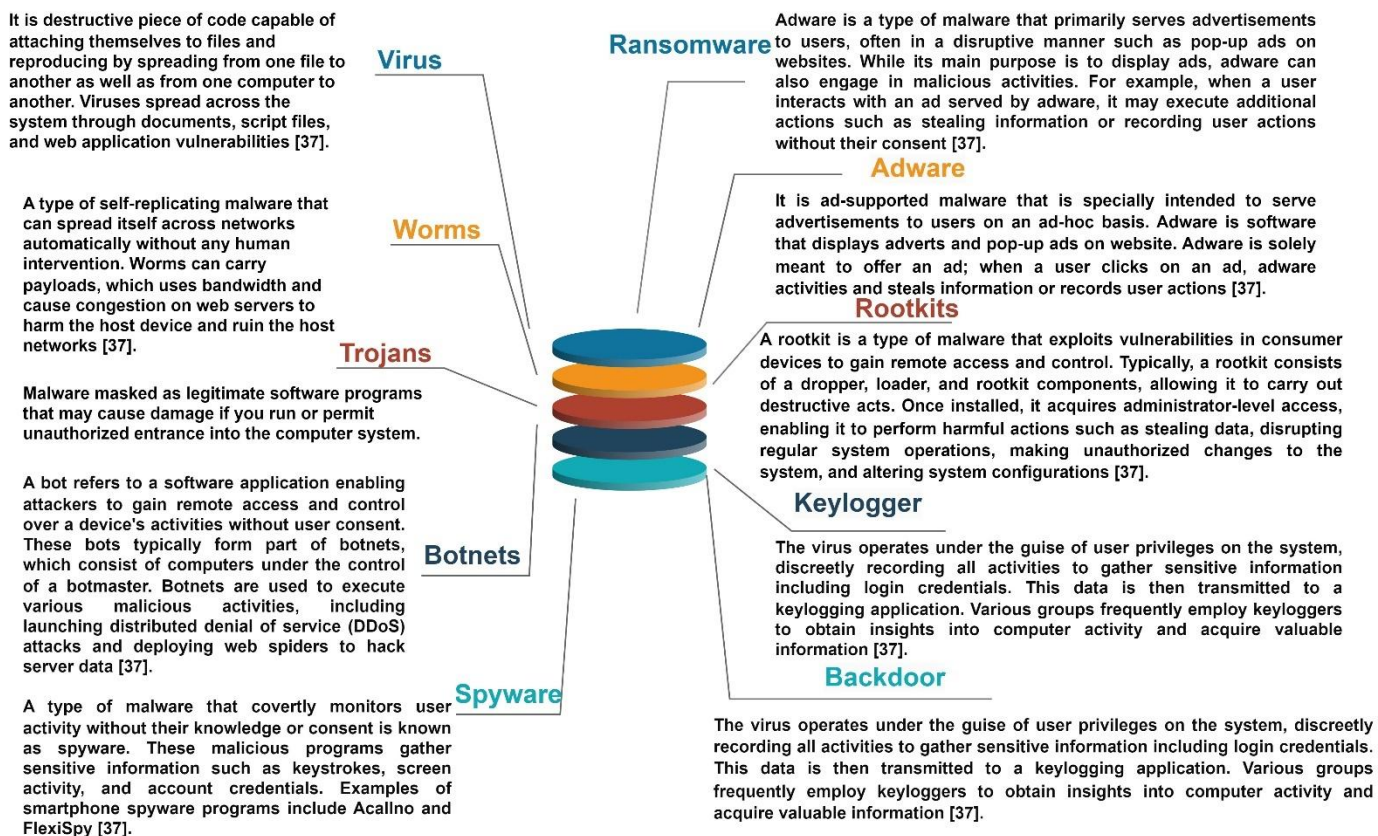 It is destructive piece of code capable of
attaching themselves to files and
reproducing by spreading from one file to
another as well as from one computer to
another. Viruses spread across the
system through documents, script files,
and web application vulnerabilities [37].
Virus
A type of self-replicating malware that
can spread itself across networks
automatically without any human
intervention. Worms can carry
payloads, which uses bandwidth and
cause congestion on web servers to
harm the host device and ruin the host
networks [37].
Worms
Trojans
Malware masked as legitimate software programs
that may cause damage if you run or permit
unauthorized entrance into the computer system.
A bot refers to a software application enabling
attackers to gain remote access and control
over a device's activities without user consent.
These bots typically form part of botnets,
which consist of computers under the control
of a botmaster. Botnets are used to execute
various malicious activities, including
launching distributed denial of service (DDoS)
attacks and deploying web spiders to hack
server data [37].
Botnets
Spyware
A type of malware that covertly monitors user
activity without their knowledge or consent is known
as spyware. These malicious programs gather
sensitive information such as keystrokes, screen
activity, and account credentials. Examples of
smartphone spyware programs include Acallno and
FlexiSpy [37].
Ransomware
Adware is a type of malware that primarily serves advertisements
to users, often in a disruptive manner such as pop-up ads on
websites. While its main purpose is to display ads, adware can
also engage in malicious activities. For example, when a user
interacts with an ad served by adware, it may execute additional
actions such as stealing information or recording user actions
without their consent [37].
Adware
It is ad-supported malware that is specially intended to serve
advertisements to users on an ad-hoc basis. Adware is software
that displays adverts and pop-up ads on website. Adware is solely
meant to offer an ad; when a user clicks on an ad, adware
activities and steals information or records user actions [37].
Rootkits
A rootkit is a type of malware that exploits vulnerabilities in consumer
devices to gain remote access and control. Typically, a rootkit consists
of a dropper, loader, and rootkit components, allowing it to carry out
destructive acts. Once installed, it acquires administrator-level access,
enabling it to perform harmful actions such as stealing data, disrupting
regular system operations, making unauthorized changes to the
system, and altering system configurations [37].
Keylogger
The virus operates under the guise of user privileges on the system,
discreetly recording all activities to gather sensitive information
including login credentials. This data is then transmitted to a
keylogging application. Various groups frequently employ keyloggers
to obtain insights into computer activity and acquire valuable
information [37].
Backdoor
The virus operates under the guise of user privileges on the system, discreetly
recording all activities to gather sensitive information including login credentials.
This data is then transmitted to a keylogging application. Various groups
frequently employ keyloggers to obtain insights into computer activity and
acquire valuable information [37].